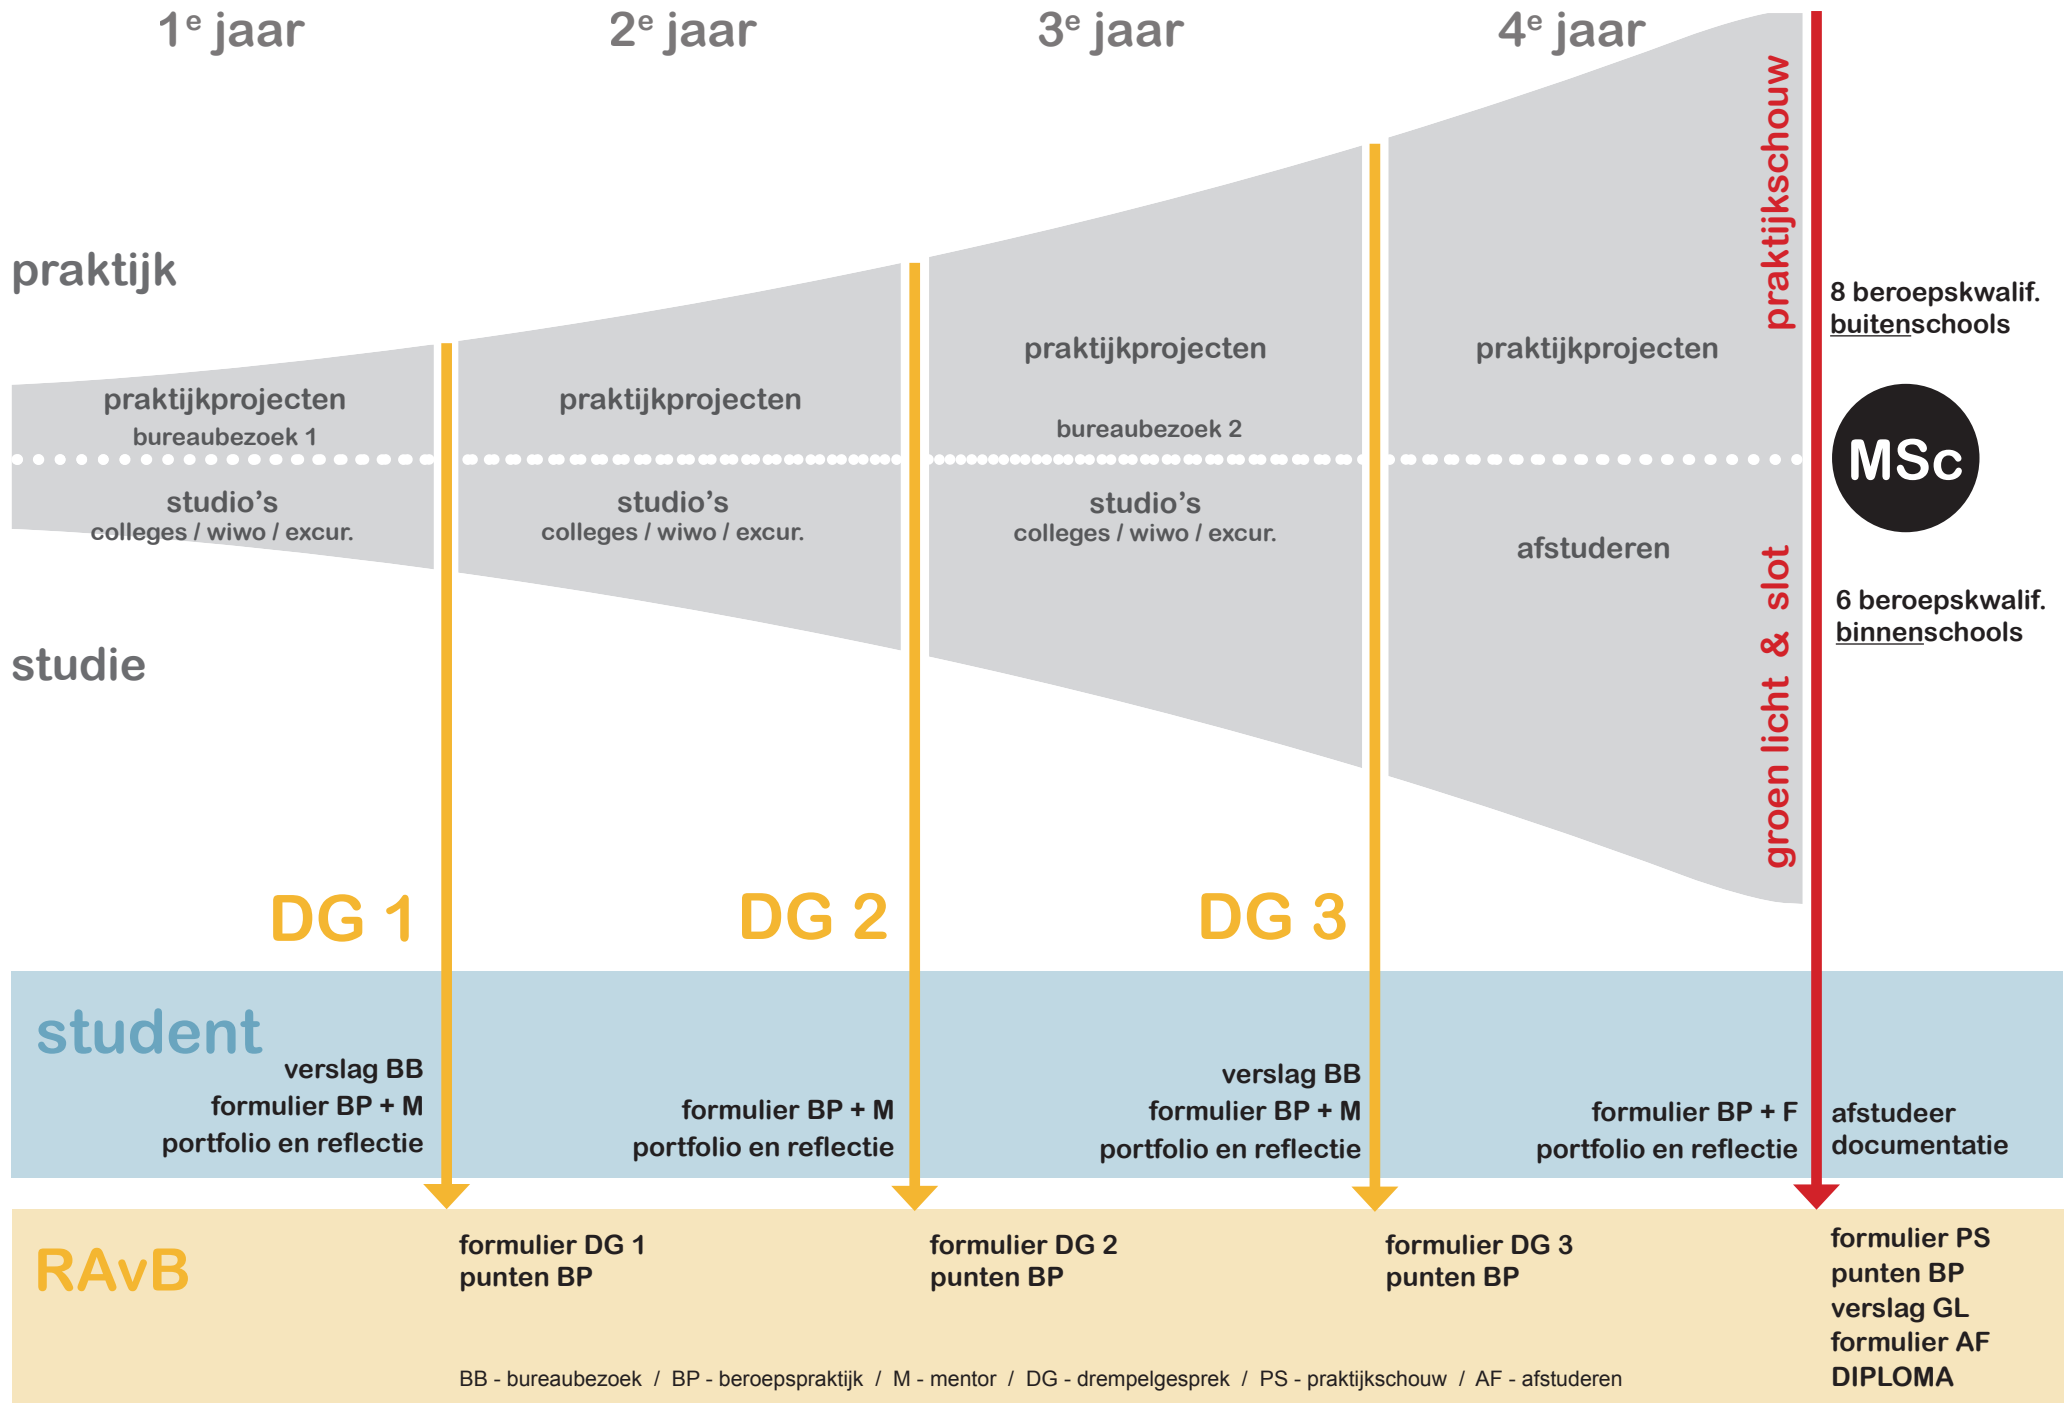 1e jaar
2e jaar
3e jaar
4e jaar
praktijk
studie
praktijkprojecten
bureaubezoek 1
studio's
colleges / wiwo / excur.
praktijkprojecten
studio's
colleges / wiwo / excur.
praktijkprojecten
bureaubezoek 2
studio's
colleges / wiwo / excur.
praktijkprojecten
afstuderen
praktijkschouw
groen licht & slot
8 beroepskwalif.
buitenschools
MSc
6 beroepskwalif.
binnenschools
DG 1
DG 2
DG 3
student
verslag BB
formulier BP + M
portfolio en reflectie
formulier BP + M
portfolio en reflectie
verslag BB
formulier BP + M
portfolio en reflectie
formulier BP + F
portfolio en reflectie
afstudeer
documentatie
RAvB
formulier DG 1
punten BP
formulier DG 2
punten BP
formulier DG 3
punten BP
formulier PS
punten BP
verslag GL
formulier AF
DIPLOMA
BB - bureaubezoek / BP - beroepspraktijk / M - mentor / DG - drempelgesprek / PS - praktijkschouw / AF - afstuderen